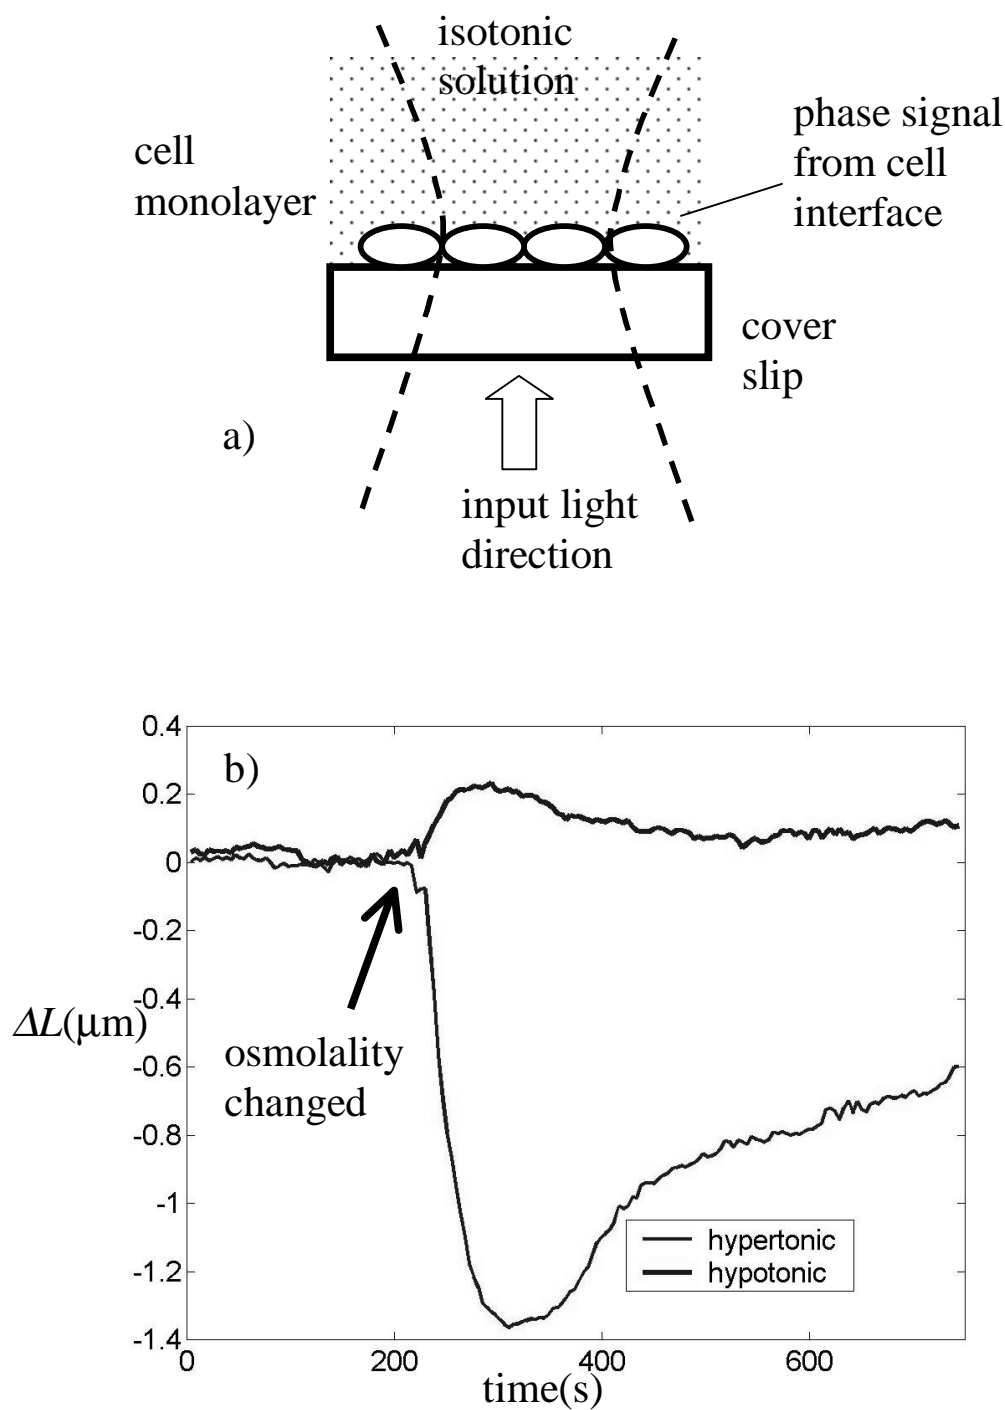 isotonic
solution
phase signal
from cell
interface
cell
monolayer
cover
slip
a)
input light
direction
b)
0.4
0.2
0
-0.2
-0.4
-0.6
-0.8
-1
-1.2
-1.4
ΔL(μm)
osmolality
changed
hypertonic
hypotonic
0 200 400 600
time(s)